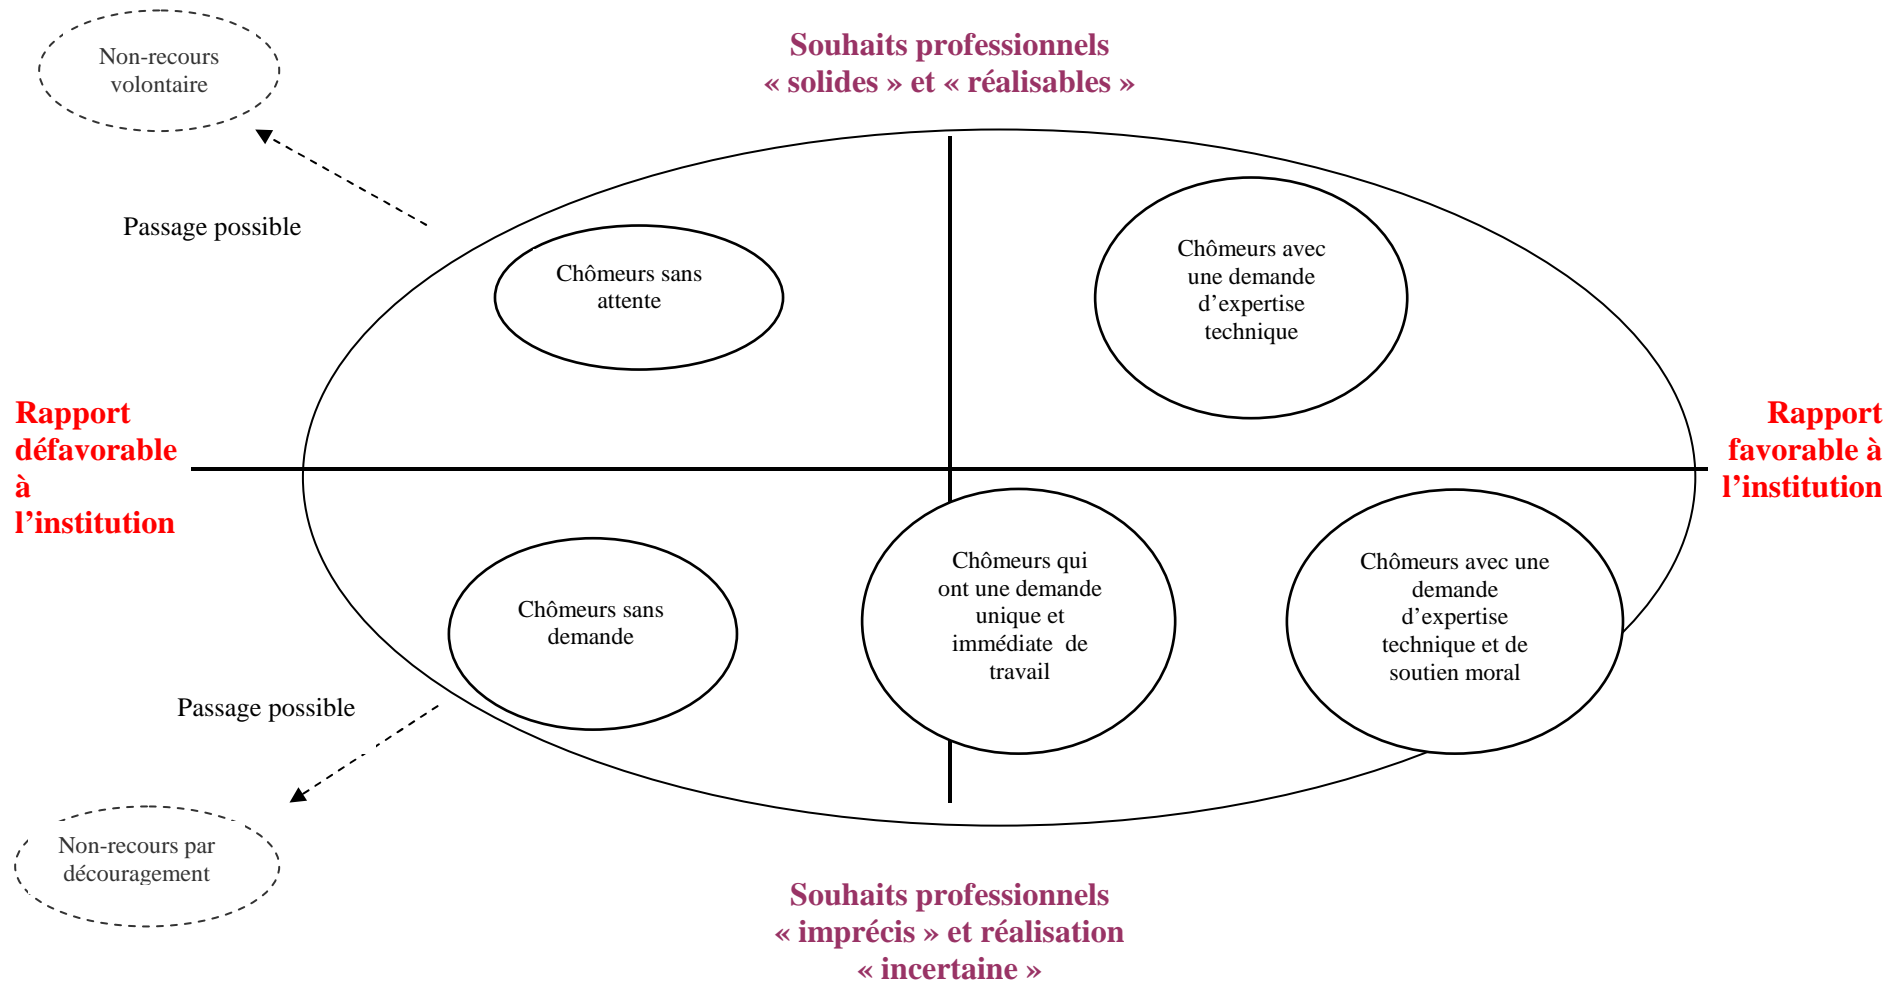 Non-recours
volontaire
Souhaits professionnels
« solides » et « réalisables »
Passage possible
Chômeurs sans
attente
Chômeurs avec
une demande
d’expertise
technique
Rapport
défavorable
à
l’institution
Rapport
favorable à
l’institution
Chômeurs sans
demande
Chômeurs qui
ont une demande
unique et
immédiate de
travail
Chômeurs avec une
demande
d’expertise
technique et de
soutien moral
Passage possible
Non-recours par
découragement
Souhaits professionnels
« imprécis » et réalisation
« incertaine »